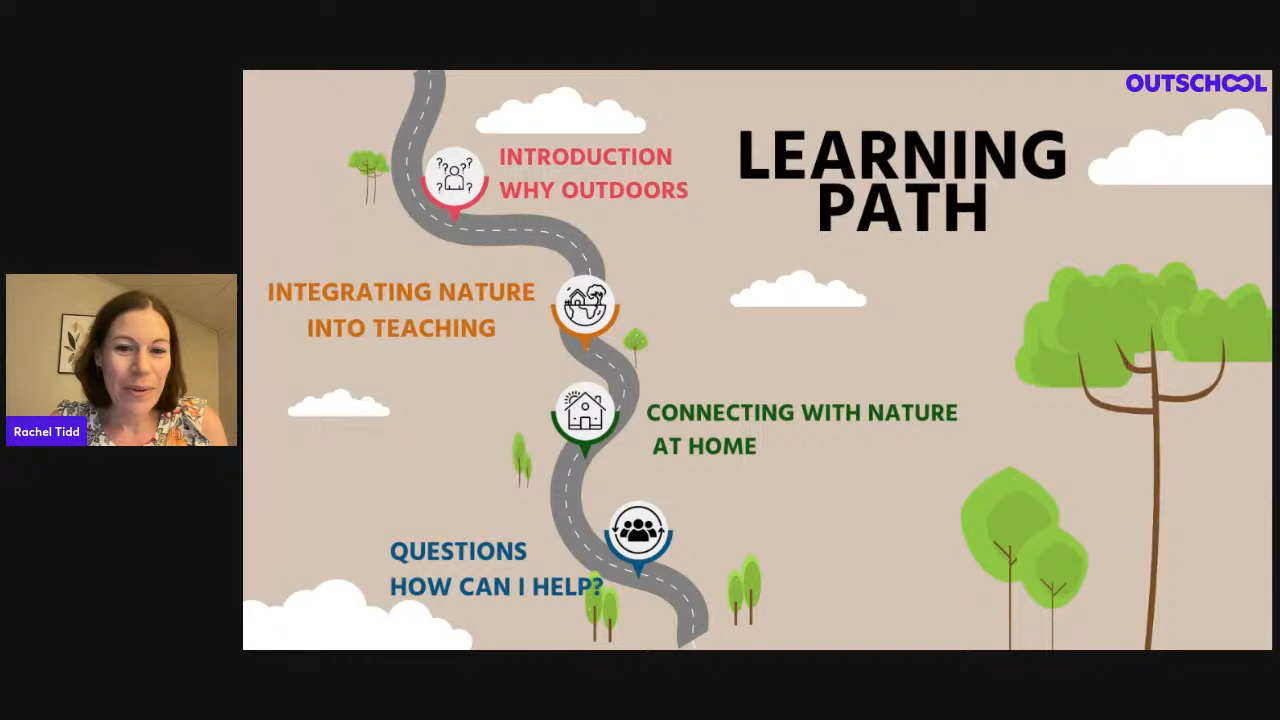 OUTSCHOOL
LEARNING
PATH
INTRODUCTION
WHY OUTDOORS
INTEGRATING NATURE
INTO TEACHING
CONNECTING WITH NATURE
AT HOME
QUESTIONS
HOW CAN I HELP?
Rachel Tidd